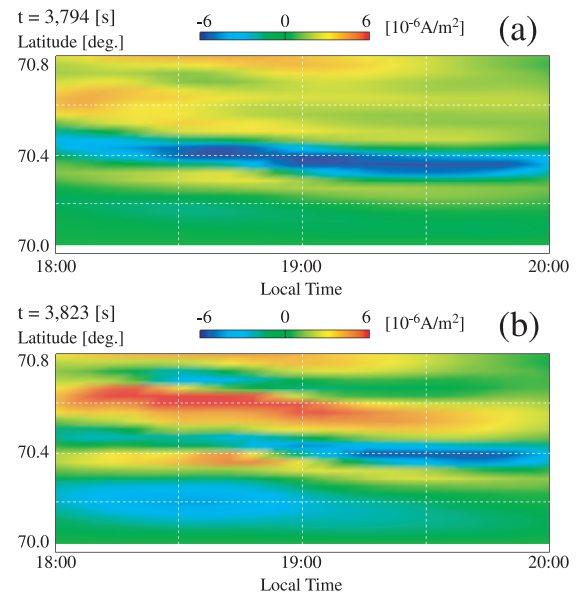 t = 3,794 [s]
-6 0 6 [10⁻⁶A/m²] (a)
Latitude [deg.]
70.8
70.4
70.0
18:00 19:00 20:00
Local Time
t = 3,823 [s]
-6 0 6 [10⁻⁶A/m²] (b)
Latitude [deg.]
70.8
70.4
70.0
18:00 19:00 20:00
Local Time